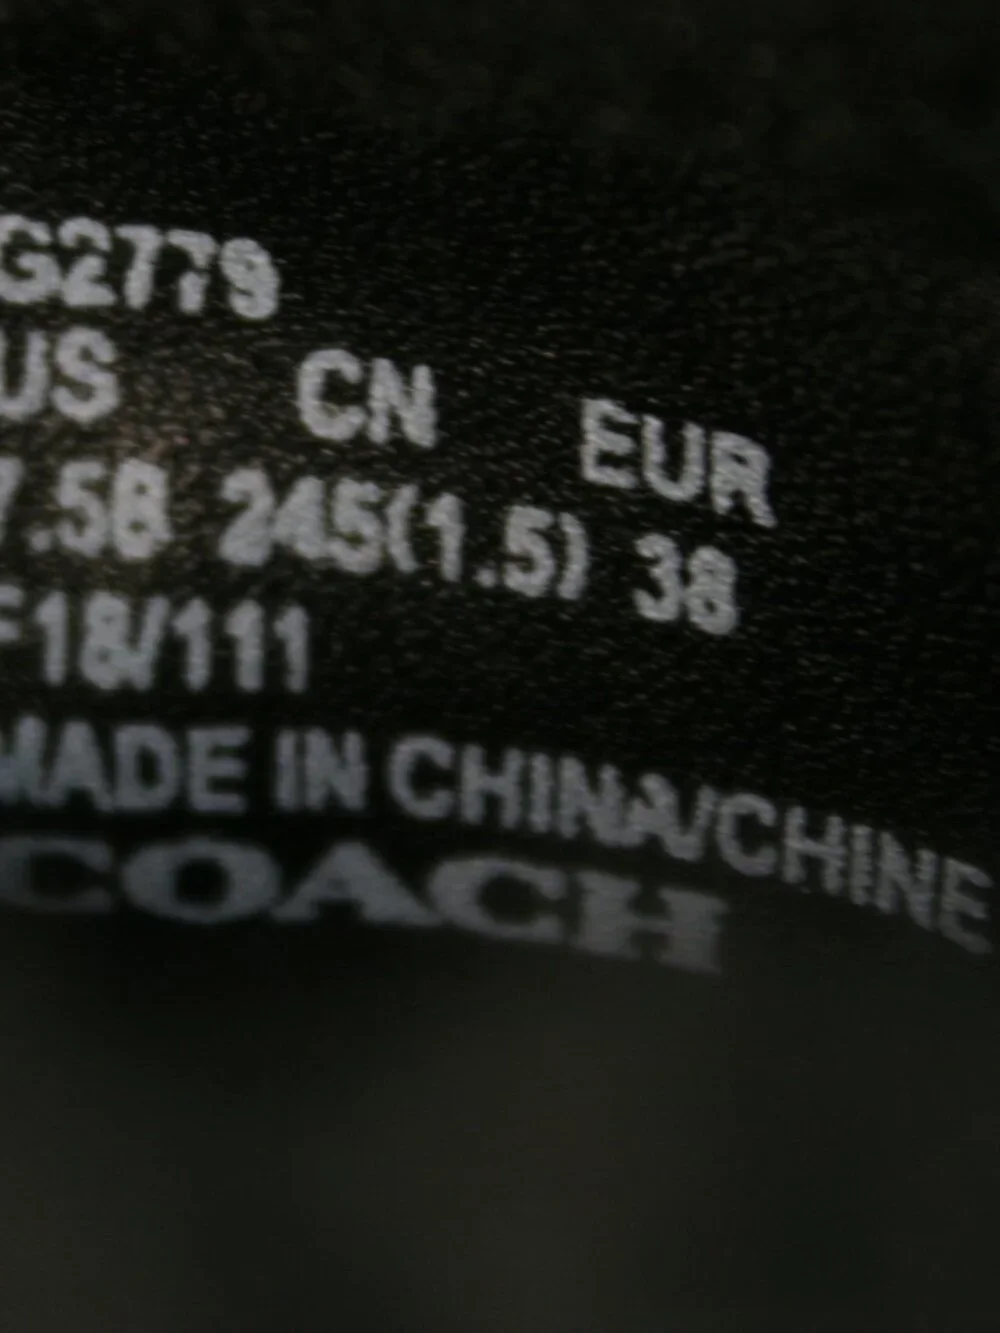 G2779
US CN EUR
7.5B 245(1.5) 38
F18/111
MADE IN CHINA/CHINE
COACH